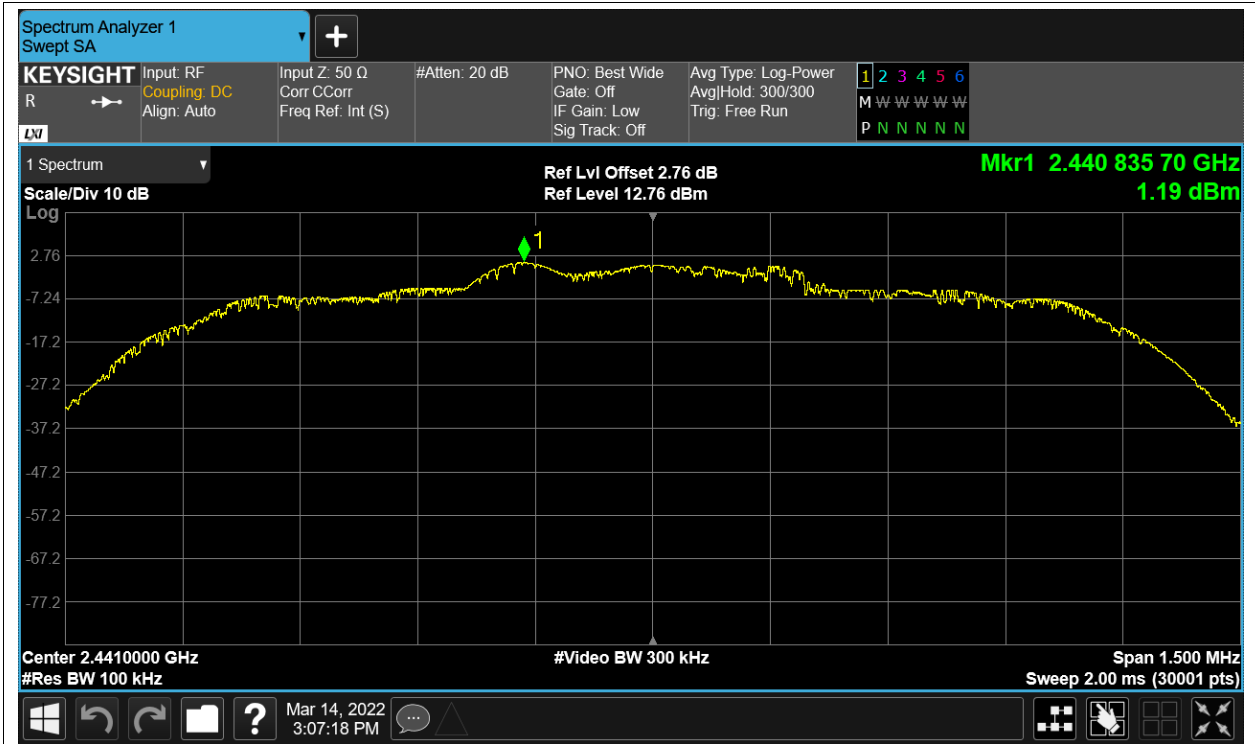 Spectrum Analyzer 1
Swept SA
KEYSIGHT
R
LXI
Input: RF
Coupling: DC
Align: Auto
Input Z: 50 Ω
Corr CCorr
Freq Ref: Int (S)
#Atten: 20 dB
PNO: Best Wide
Gate: Off
IF Gain: Low
Sig Track: Off
Avg Type: Log-Power
Avg|Hold: 300/300
Trig: Free Run
1 2 3 4 5 6
M W W W W W
P N N N N N
1 Spectrum
Scale/Div 10 dB
Log
Ref Lvl Offset 2.76 dB
Ref Level 12.76 dBm
Mkr1 2.440 835 70 GHz
1.19 dBm
1
2.76
-7.24
-17.2
-27.2
-37.2
-47.2
-57.2
-67.2
-77.2
Center 2.4410000 GHz
#Res BW 100 kHz
#Video BW 300 kHz
Span 1.500 MHz
Sweep 2.00 ms (30001 pts)
?
Mar 14, 2022
3:07:18 PM